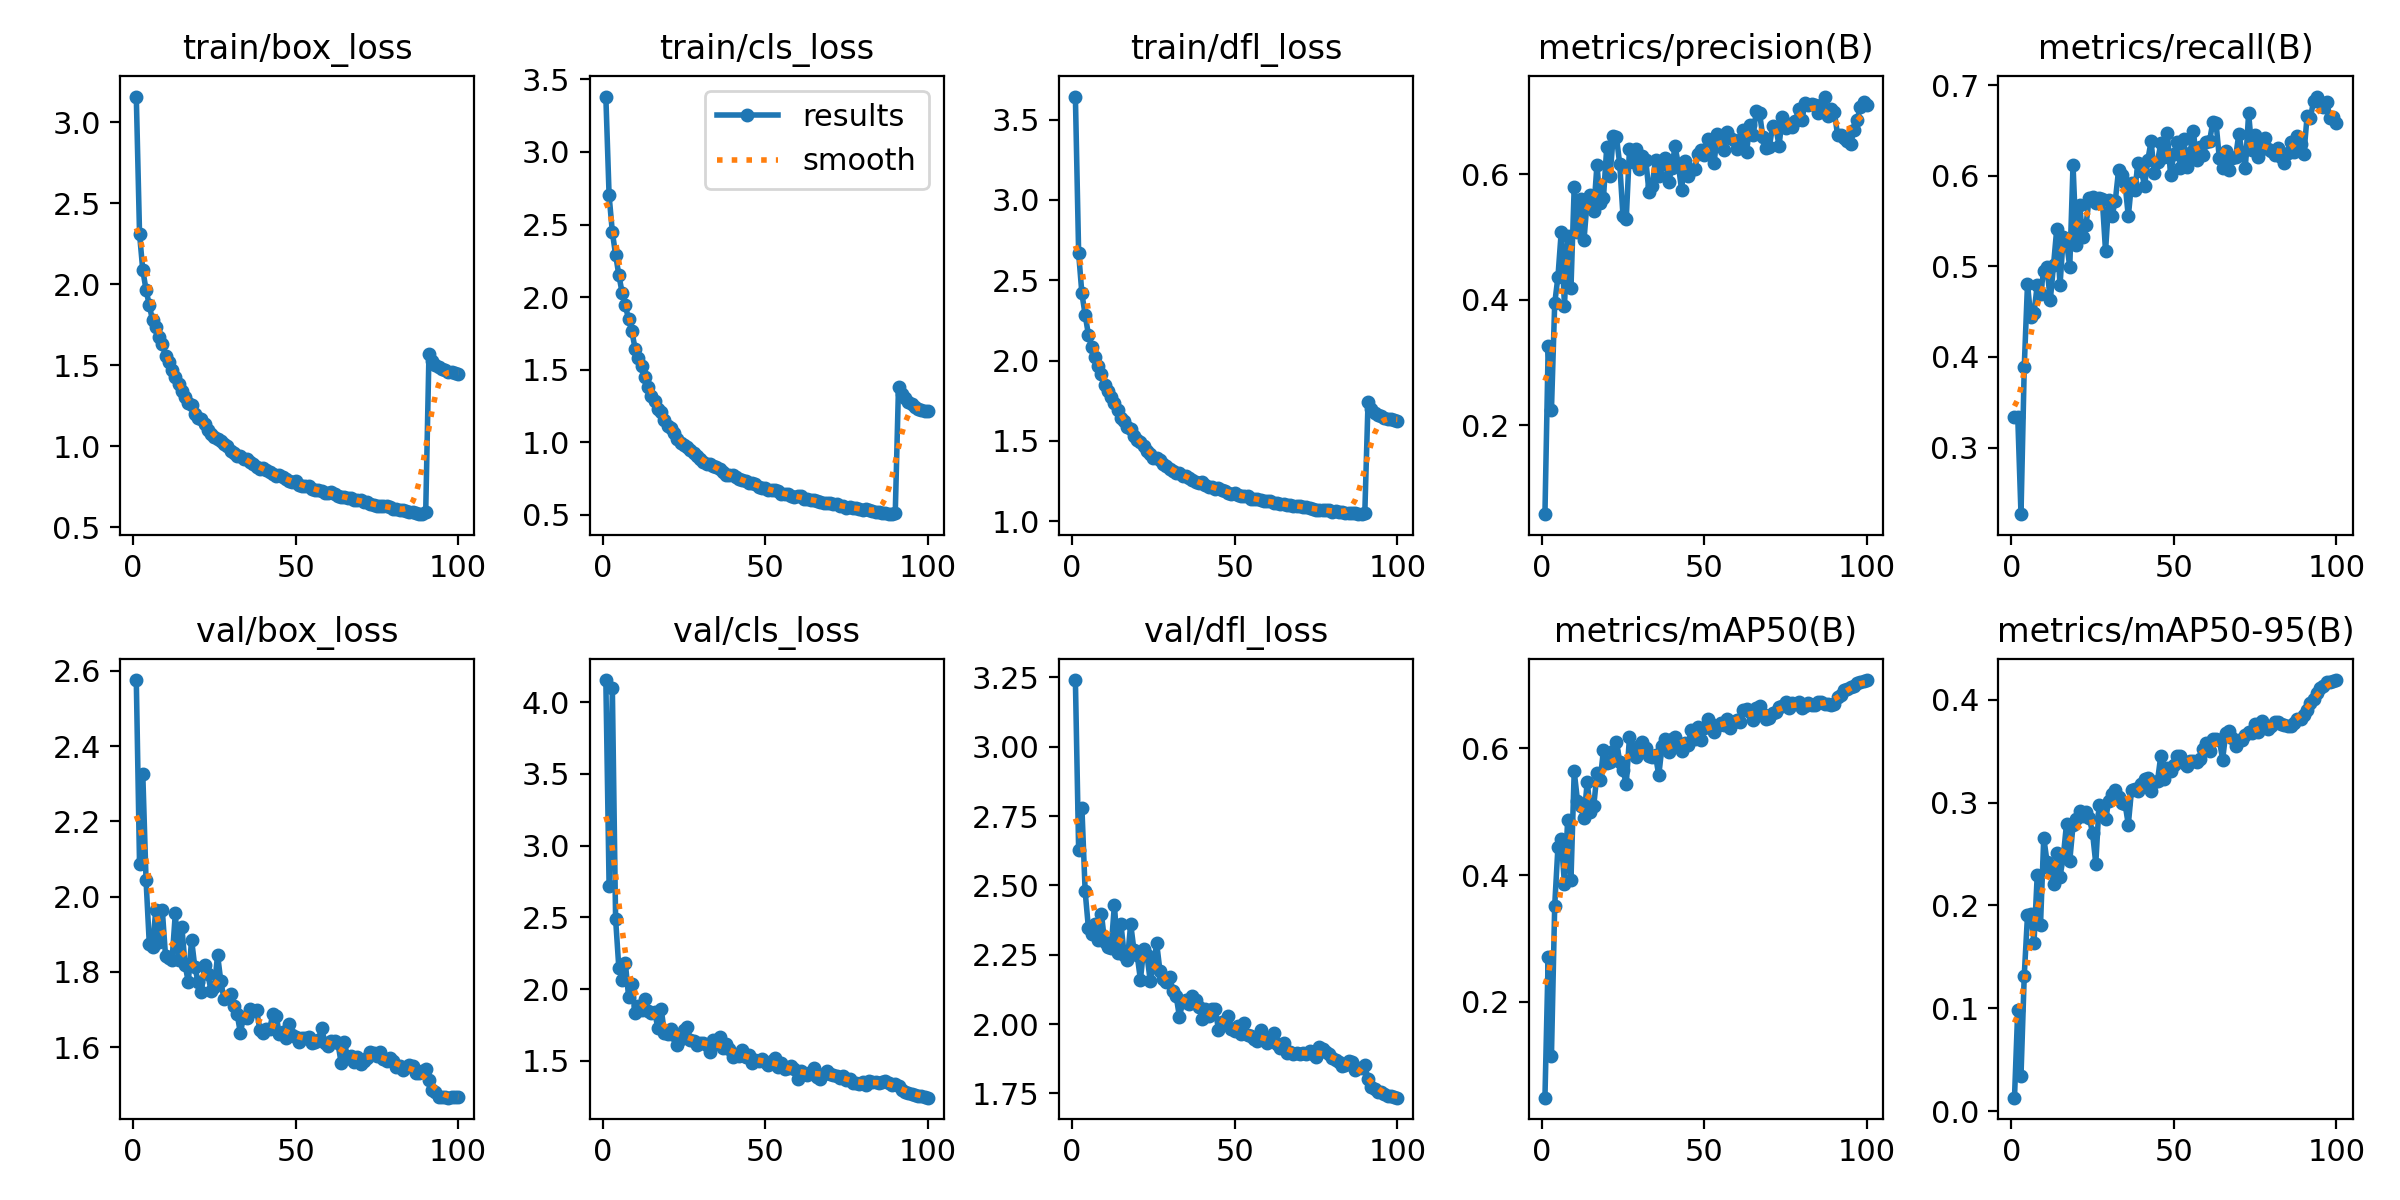 train/box_loss
3.0
2.5
2.0
1.5
1.0
0.5
0 50 100
train/cls_loss
results
smooth
3.5
3.0
2.5
2.0
1.5
1.0
0.5
0 50 100
train/dfl_loss
3.5
3.0
2.5
2.0
1.5
1.0
0 50 100
metrics/precision(B)
0.6
0.4
0.2
0 50 100
metrics/recall(B)
0.7
0.6
0.5
0.4
0.3
0 50 100
val/box_loss
2.6
2.4
2.2
2.0
1.8
1.6
0 50 100
val/cls_loss
4.0
3.5
3.0
2.5
2.0
1.5
0 50 100
val/dfl_loss
3.25
3.00
2.75
2.50
2.25
2.00
1.75
0 50 100
metrics/mAP50(B)
0.6
0.4
0.2
0 50 100
metrics/mAP50-95(B)
0.4
0.3
0.2
0.1
0.0
0 50 100